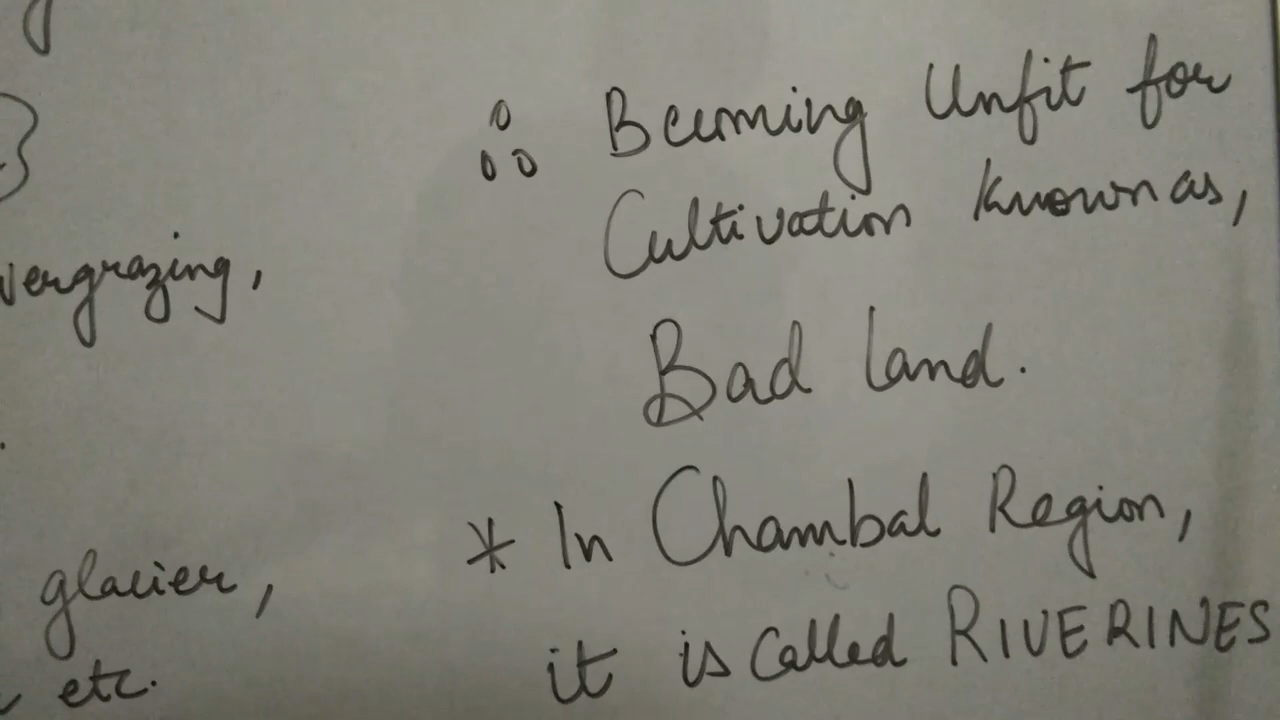 ∴ Becoming Unfit for
Cultivation known as,
vergrazing,
Bad land.
* In Chambal Region,
glacier,
it is Called RIVERINES
etc.